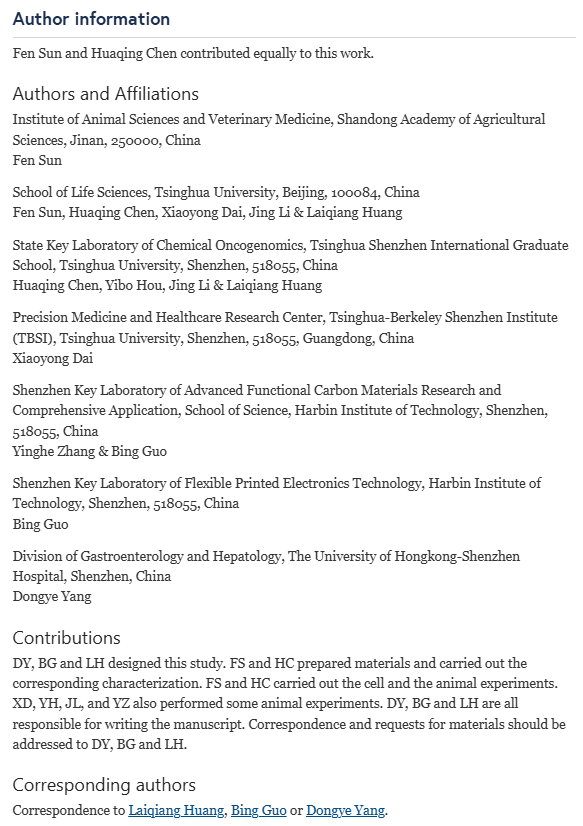 Author information
Fen Sun and Huaqing Chen contributed equally to this work.
Authors and Affiliations
Institute of Animal Sciences and Veterinary Medicine, Shandong Academy of Agricultural
Sciences, Jinan, 250000, China
Fen Sun
School of Life Sciences, Tsinghua University, Beijing, 100084, China
Fen Sun, Huaqing Chen, Xiaoyong Dai, Jing Li & Laiqiang Huang
State Key Laboratory of Chemical Oncogenomics, Tsinghua Shenzhen International Graduate
School, Tsinghua University, Shenzhen, 518055, China
Huaqing Chen, Yibo Hou, Jing Li & Laiqiang Huang
Precision Medicine and Healthcare Research Center, Tsinghua-Berkeley Shenzhen Institute
(TBSI), Tsinghua University, Shenzhen, 518055, Guangdong, China
Xiaoyong Dai
Shenzhen Key Laboratory of Advanced Functional Carbon Materials Research and
Comprehensive Application, School of Science, Harbin Institute of Technology, Shenzhen,
518055, China
Yinghe Zhang & Bing Guo
Shenzhen Key Laboratory of Flexible Printed Electronics Technology, Harbin Institute of
Technology, Shenzhen, 518055, China
Bing Guo
Division of Gastroenterology and Hepatology, The University of Hongkong-Shenzhen
Hospital, Shenzhen, China
Dongye Yang
Contributions
DY, BG and LH designed this study. FS and HC prepared materials and carried out the
corresponding characterization. FS and HC carried out the cell and the animal experiments.
XD, YH, JL, and YZ also performed some animal experiments. DY, BG and LH are all
responsible for writing the manuscript. Correspondence and requests for materials should be
addressed to DY, BG and LH.
Corresponding authors
Correspondence to Laiqiang Huang, Bing Guo or Dongye Yang.